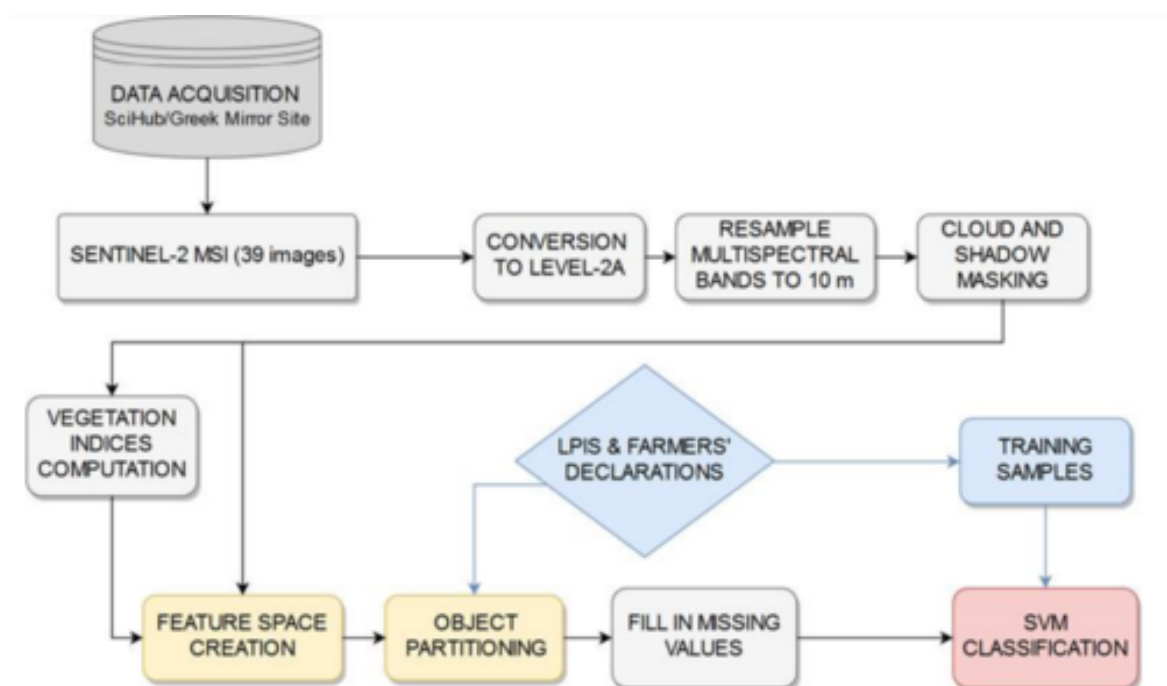 DATA ACQUISITION
SciHub/Greek Mirror Site
SENTINEL-2 MSI (39 images)
CONVERSION
TO LEVEL-2A
RESAMPLE
MULTISPECTRAL
BANDS TO 10 m
CLOUD AND
SHADOW
MASKING
VEGETATION
INDICES
COMPUTATION
LPIS & FARMERS'
DECLARATIONS
TRAINING
SAMPLES
FEATURE SPACE
CREATION
OBJECT
PARTITIONING
FILL IN MISSING
VALUES
SVM
CLASSIFICATION